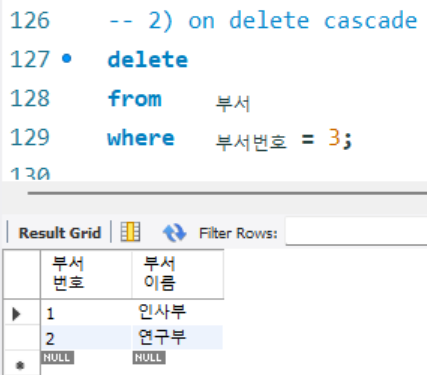 126 -- 2) on delete cascade
127 delete
128 from 부서
129 where 부서번호 = 3;
130
Result Grid Filter Rows:
부서 부서
번호 이름
1 인사부
2 연구부
NULL NULL